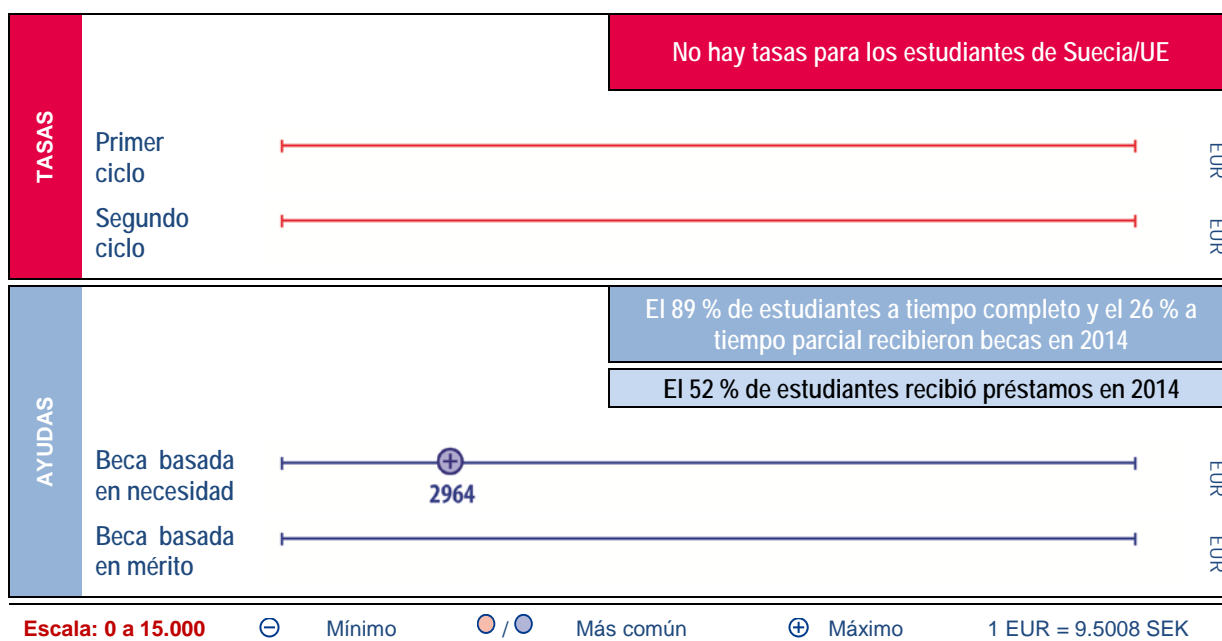 No hay tasas para los estudiantes de Suecia/UE
TASAS
Primer
ciclo
EUR
Segundo
ciclo
EUR
El 89 % de estudiantes a tiempo completo y el 26 % a
tiempo parcial recibieron becas en 2014
El 52 % de estudiantes recibió préstamos en 2014
AYUDAS
Beca basada
en necesidad
2964
EUR
Beca basada
en mérito
EUR
Escala: 0 a 15.000 Mínimo / Más común Máximo 1 EUR = 9.5008 SEK